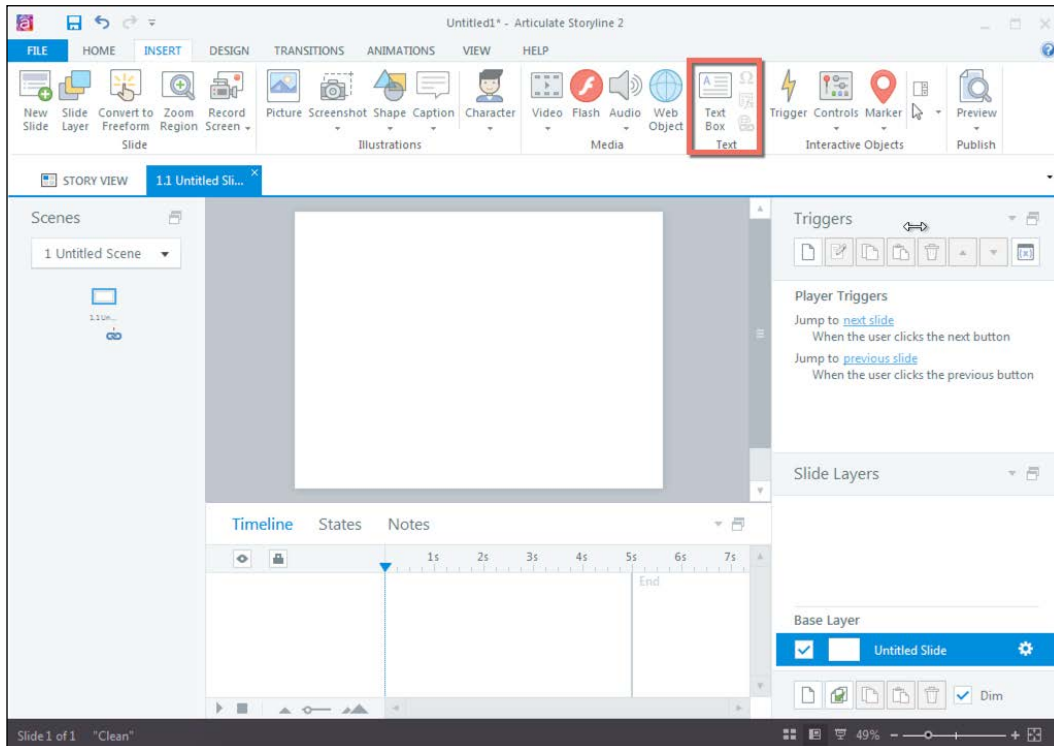 Untitled1* - Articulate Storyline 2
FILE HOME INSERT DESIGN TRANSITIONS ANIMATIONS VIEW HELP
New Slide
Slide Layer
Convert to Freeform
Zoom Region
Record Screen
Picture
Screenshot
Shape
Caption
Character
Video
Flash
Audio
Web Object
Text Box
Trigger
Controls
Marker
Preview
Slide
Illustrations
Media
Text
Interactive Objects
Publish
STORY VIEW
1.1 Untitled Sli...
Scenes
1 Untitled Scene
1.1 Un...
Triggers
Player Triggers
Jump to next slide
When the user clicks the next button
Jump to previous slide
When the user clicks the previous button
Slide Layers
Timeline States Notes
1s 2s 3s 4s 5s 6s 7s
End
Base Layer
Untitled Slide
Dim
Slide 1 of 1 "Clean"
49%